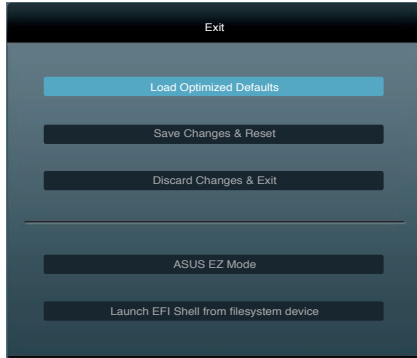 Exit
Load Optimized Defaults
Save Changes & Reset
Discard Changes & Exit
ASUS EZ Mode
Launch EFI Shell from filesystem device